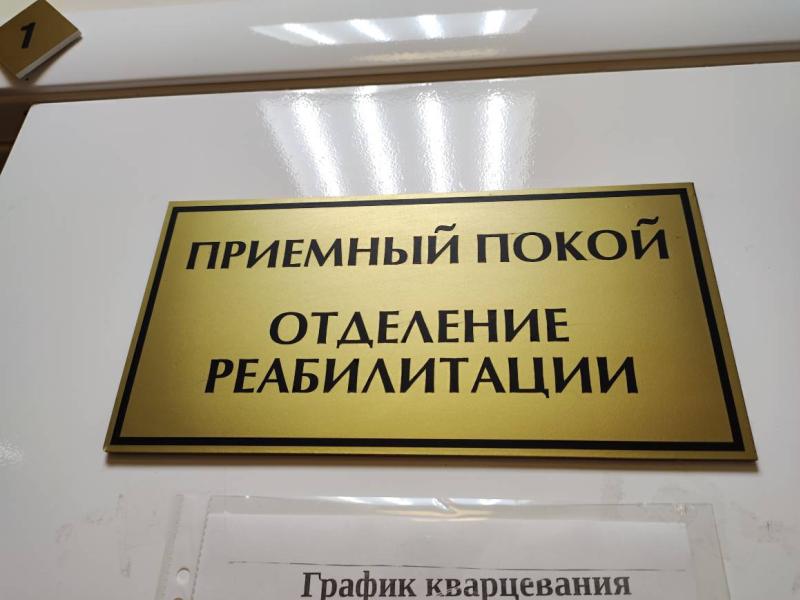 1
ПРИЕМНЫЙ ПОКОЙ
ОТДЕЛЕНИЕ
РЕАБИЛИТАЦИИ
График кварцевания